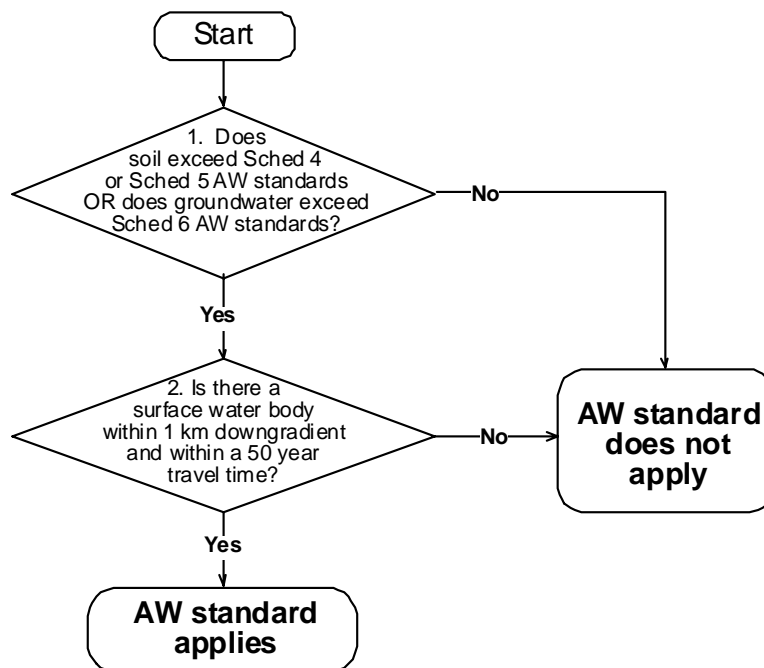 Start
1. Does
soil exceed Sched 4
or Sched 5 AW standards
OR does groundwater exceed
Sched 6 AW standards?
No
Yes
2. Is there a
surface water body
within 1 km downgradient
and within a 50 year
travel time?
No
AW standard
does not
apply
Yes
AW standard
applies